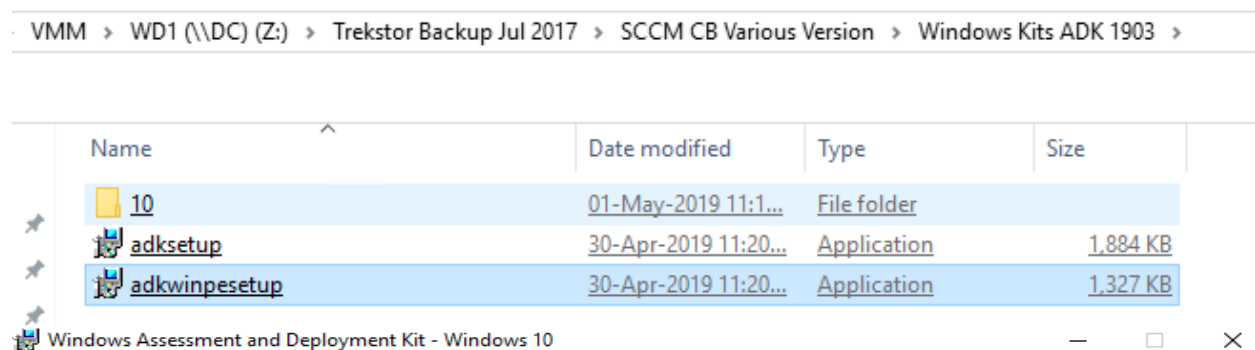 VMM > WD1 (\\DC) (Z:) > Trekstor Backup Jul 2017 > SCCM CB Various Version > Windows Kits ADK 1903 >
Name Date modified Type Size
10 01-May-2019 11:1... File folder
adksetup 30-Apr-2019 11:20... Application 1,884 KB
adkwinpesetup 30-Apr-2019 11:20... Application 1,327 KB
Windows Assessment and Deployment Kit - Windows 10